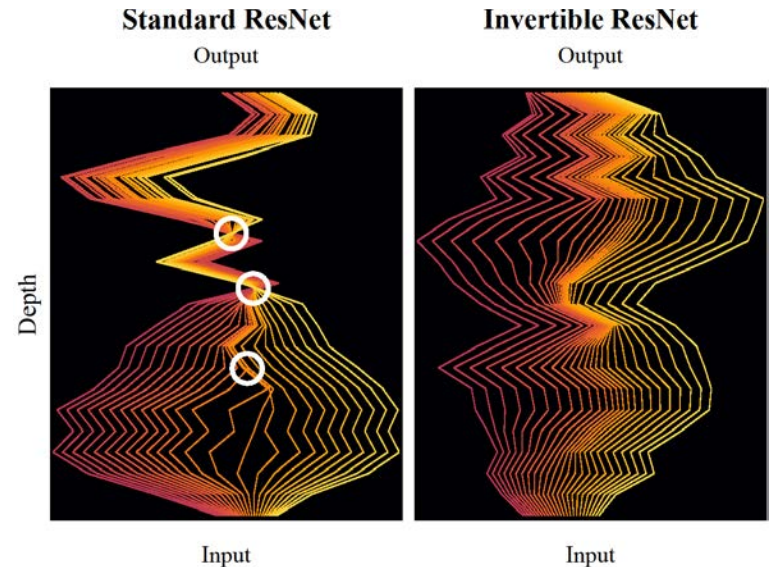 Standard ResNet
Output
Invertible ResNet
Output
Depth
Input
Input